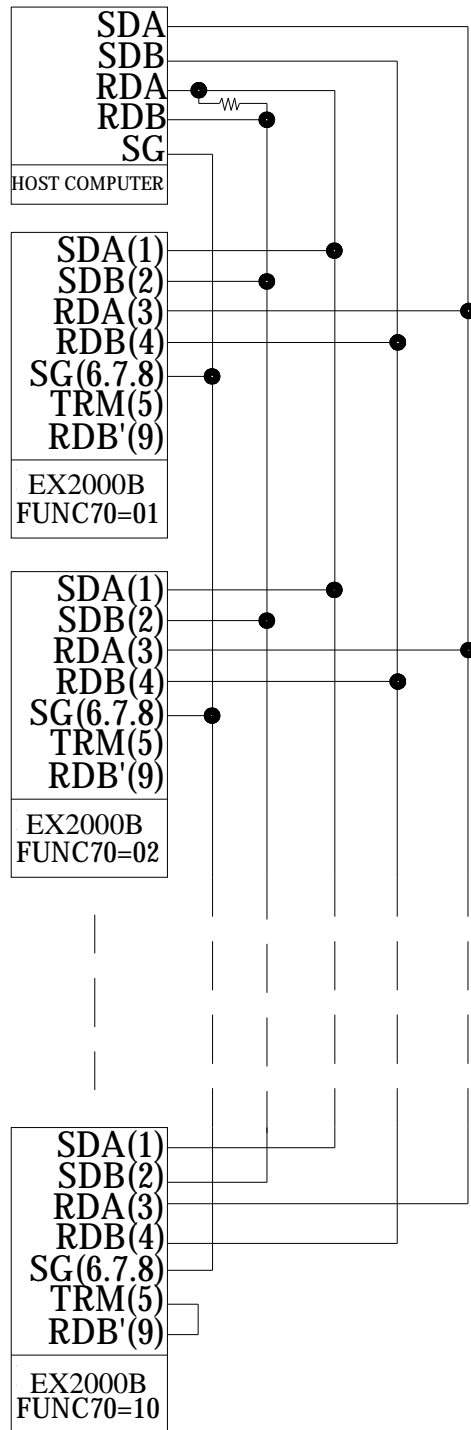 SDA
SDB
RDA
RDB
SG
HOST COMPUTER
SDA(1)
SDB(2)
RDA(3)
RDB(4)
SG(6.7.8)
TRM(5)
RDB'(9)
EX2000B
FUNC70=01
SDA(1)
SDB(2)
RDA(3)
RDB(4)
SG(6.7.8)
TRM(5)
RDB'(9)
EX2000B
FUNC70=02
SDA(1)
SDB(2)
RDA(3)
RDB(4)
SG(6.7.8)
TRM(5)
RDB'(9)
EX2000B
FUNC70=10